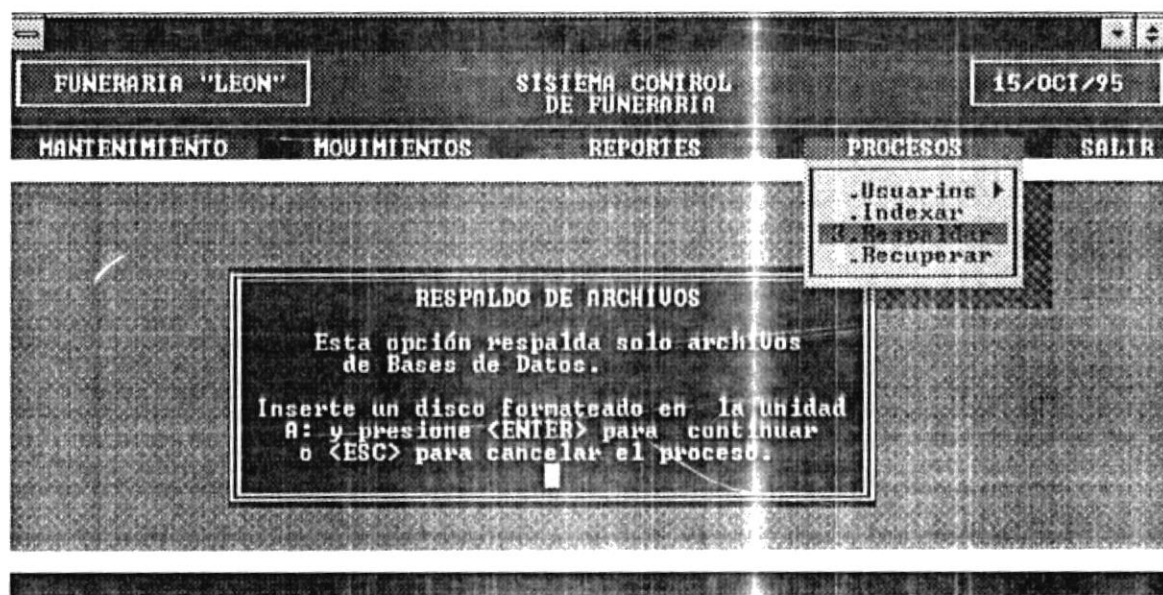 FUNERARIA "LEON"
SISTEMA CONTROL
DE FUNERARIA
15/OCT/95
MANTENIMIENTO MOVIMIENTOS REPORTES PROCESOS SALIR
.Usuarios
.Indexar
3.Respaldar
.Recuperar
RESPALDO DE ARCHIVOS
Esta opción respalda solo archivos
de Bases de Datos.
Inserte un disco formateado en la unidad
A: y presione <ENTER> para continuar
o <ESC> para cancelar el proceso.